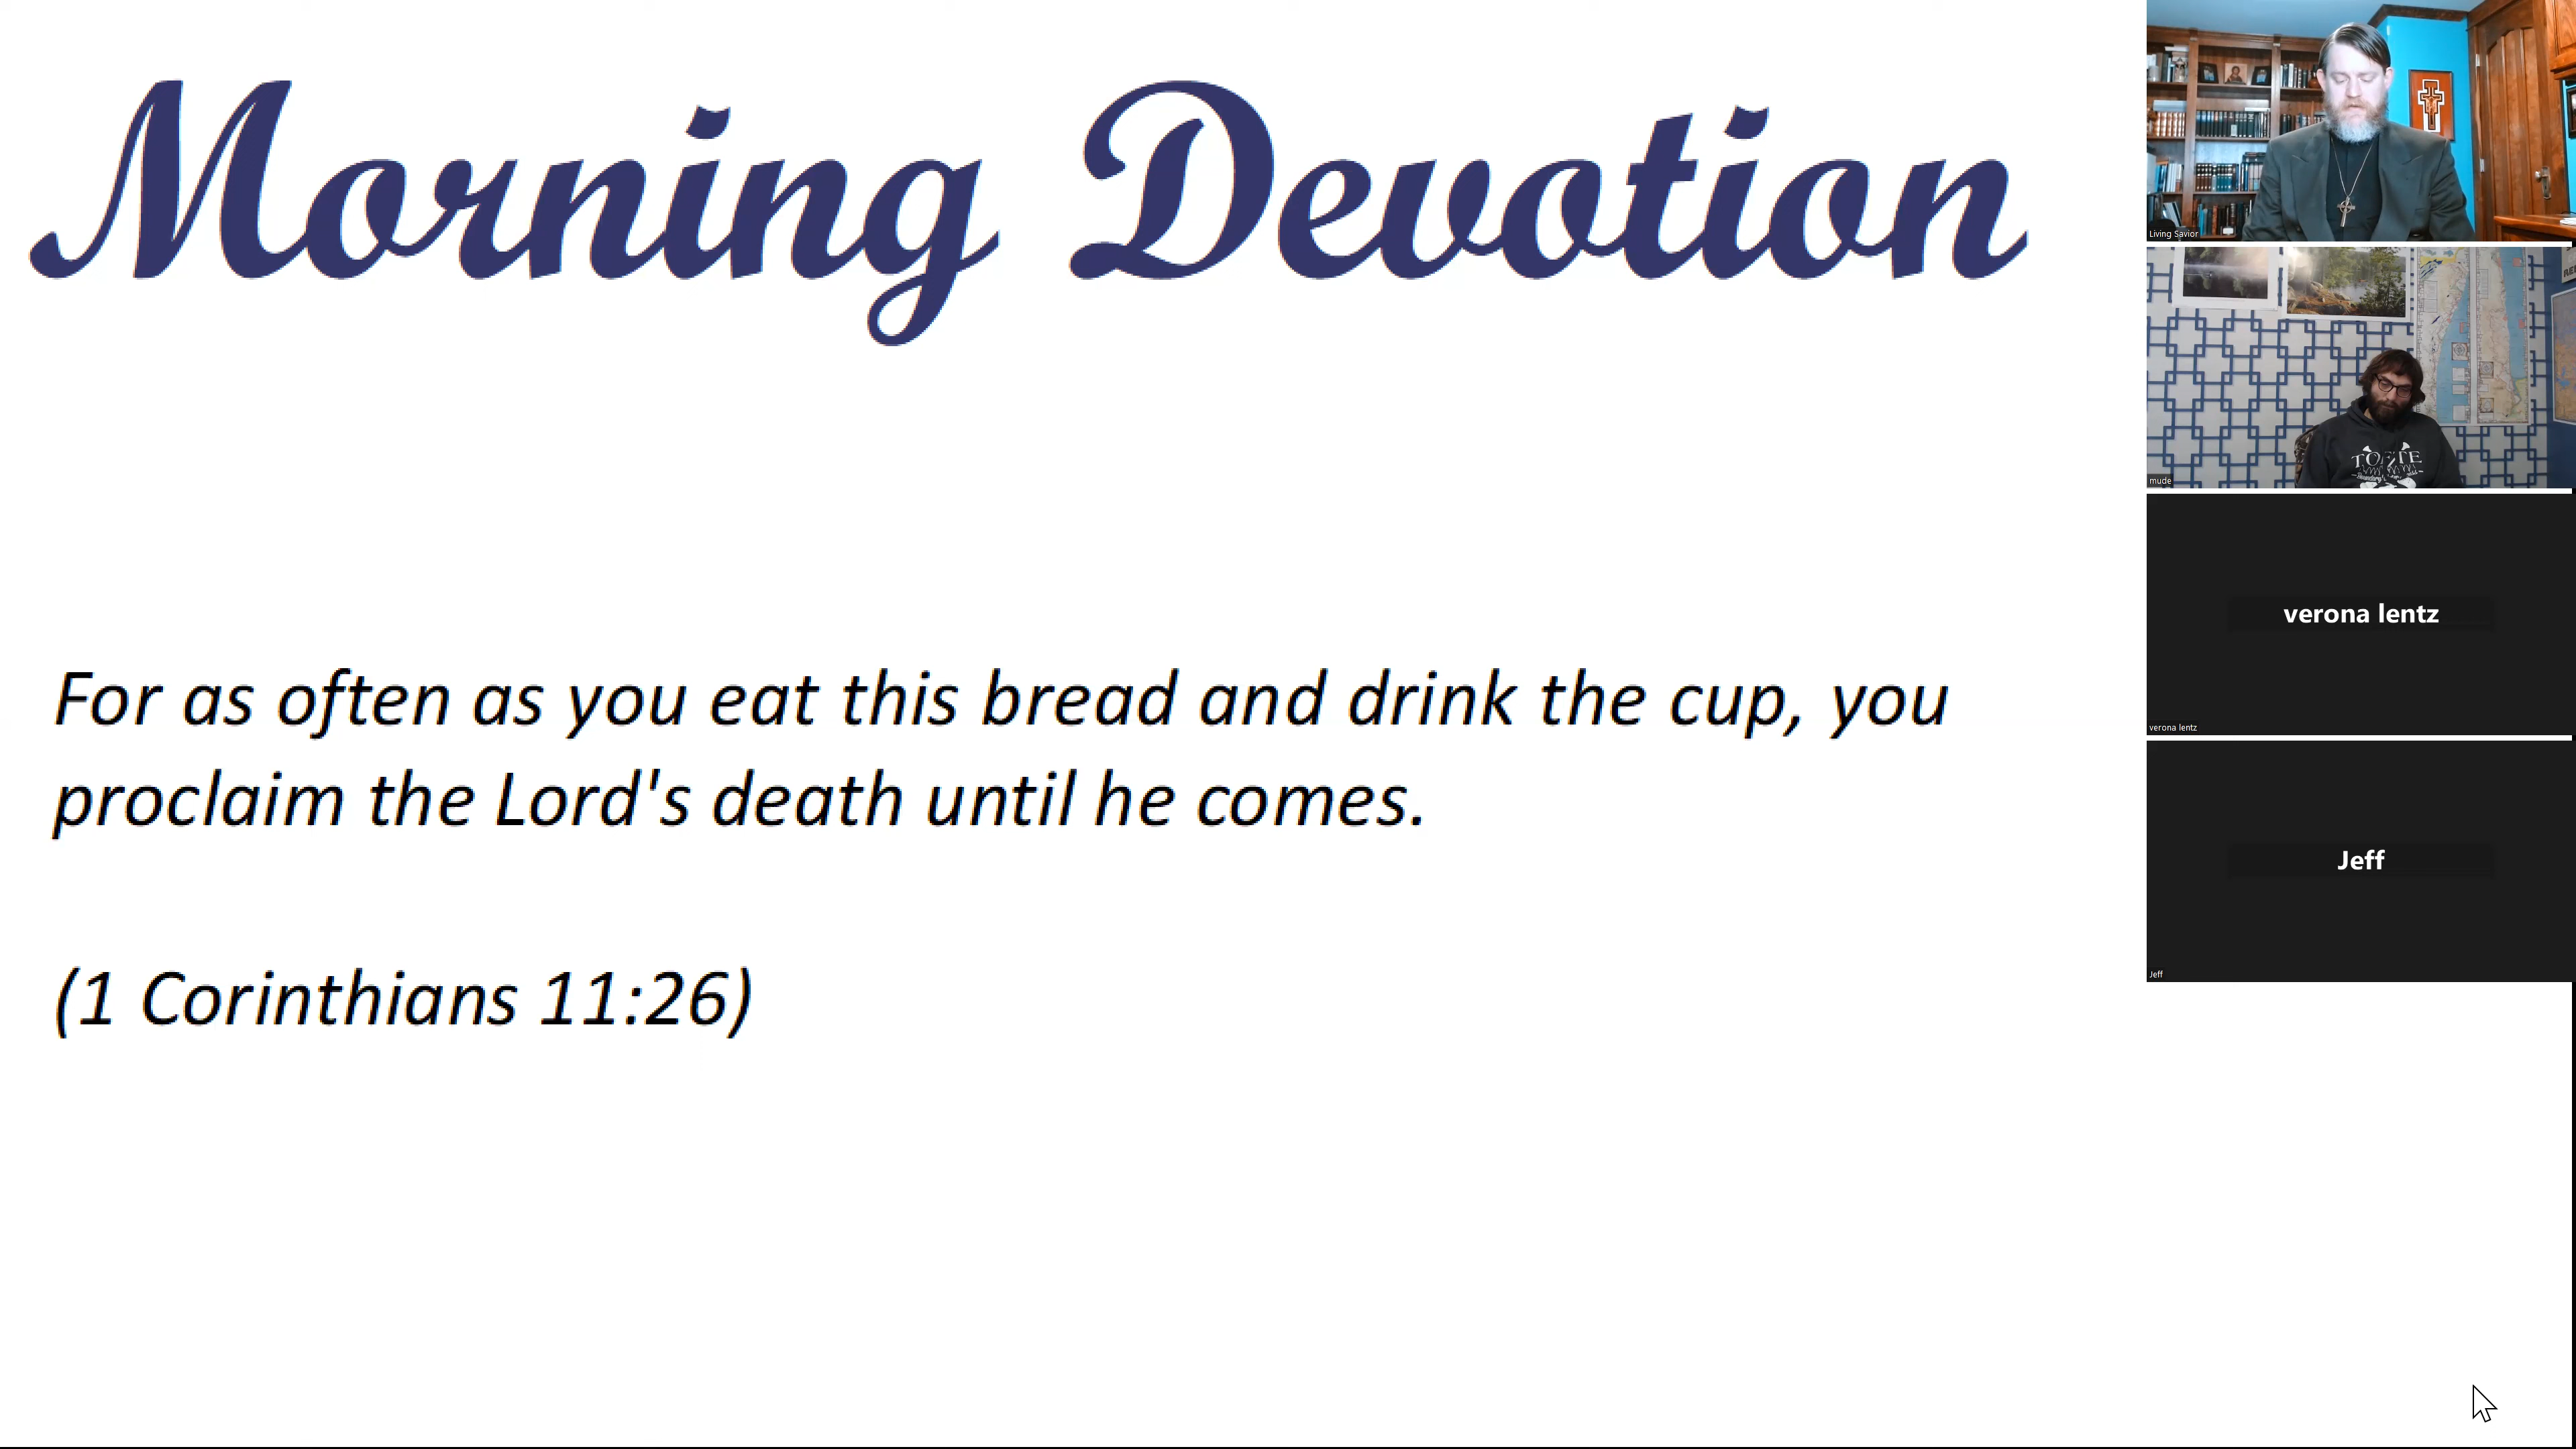 Morning Devotion
For as often as you eat this bread and drink the cup, you
proclaim the Lord's death until he comes.
(1 Corinthians 11:26)
Living Savior
TOFTE
mude
verona lentz
verona lentz
Jeff
Jeff